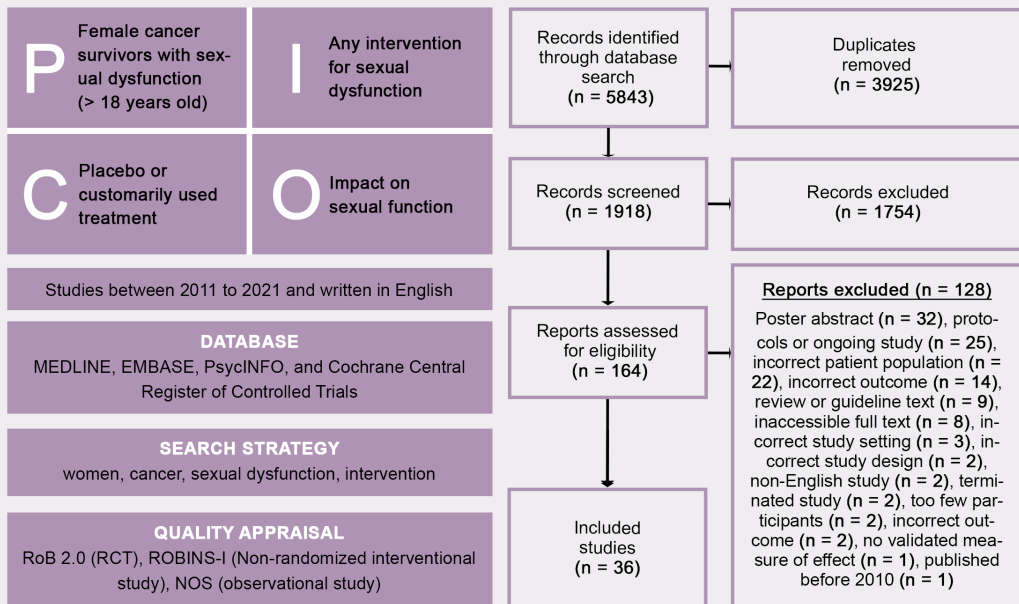 P
Female cancer
survivors with sex-
ual dysfunction
(> 18 years old)
I
Any intervention
for sexual
dysfunction
C
Placebo or
customarily used
treatment
O
Impact on
sexual function
Studies between 2011 to 2021 and written in English
DATABASE
MEDLINE, EMBASE, PsycINFO, and Cochrane Central
Register of Controlled Trials
SEARCH STRATEGY
women, cancer, sexual dysfunction, intervention
QUALITY APPRAISAL
RoB 2.0 (RCT), ROBINS-I (Non-randomized interventional
study), NOS (observational study)
Records identified
through database
search
(n = 5843)
Duplicates
removed
(n = 3925)
Records screened
(n = 1918)
Records excluded
(n = 1754)
Reports assessed
for eligibility
(n = 164)
Reports excluded (n = 128)
Poster abstract (n = 32), proto-
cols or ongoing study (n = 25),
incorrect patient population (n =
22), incorrect outcome (n = 14),
review or guideline text (n = 9),
inaccessible full text (n = 8), in-
correct study setting (n = 3), in-
correct study design (n = 2),
non-English study (n = 2), termi-
nated study (n = 2), too few par-
ticipants (n = 2), incorrect out-
come (n = 2), no validated mea-
sure of effect (n = 1), published
before 2010 (n = 1)
Included
studies
(n = 36)